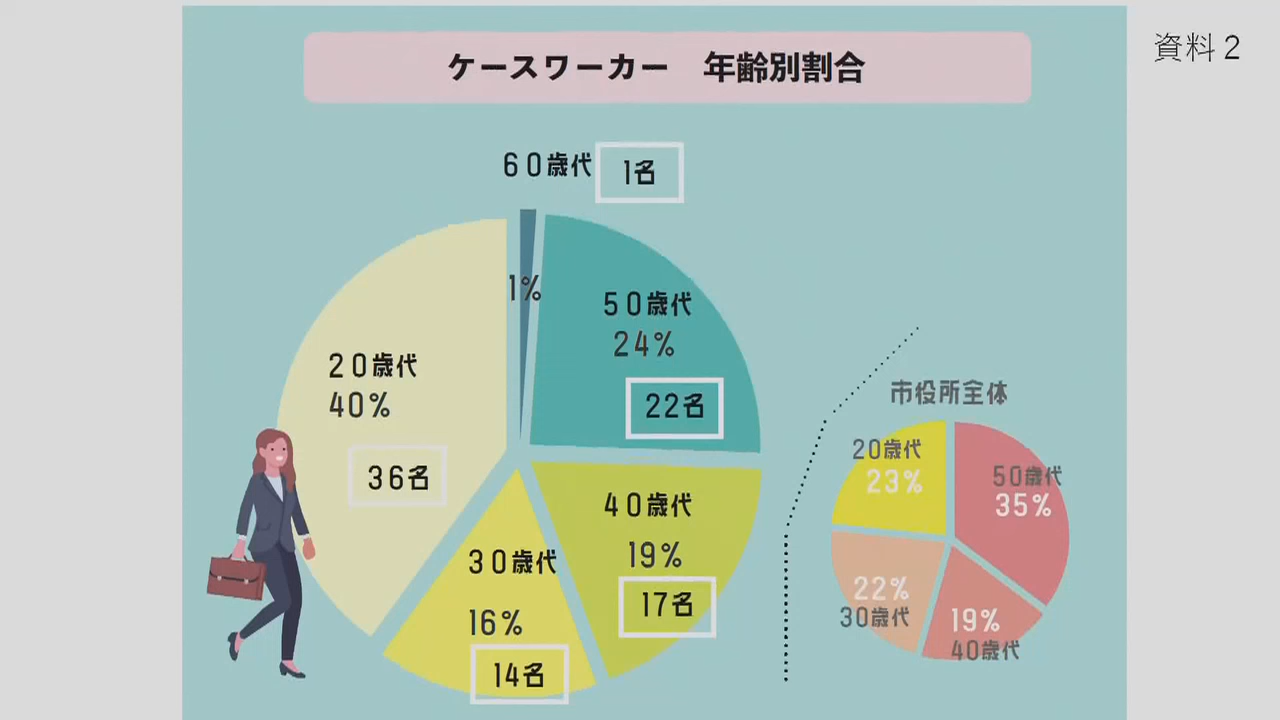 資料2
ケースワーカー 年齢別割合
60歳代 1名
1%
50歳代
24%
22名
20歳代
40%
36名
40歳代
19%
17名
30歳代
16%
14名
市役所全体
20歳代
23%
50歳代
35%
22%
30歳代
19%
40歳代